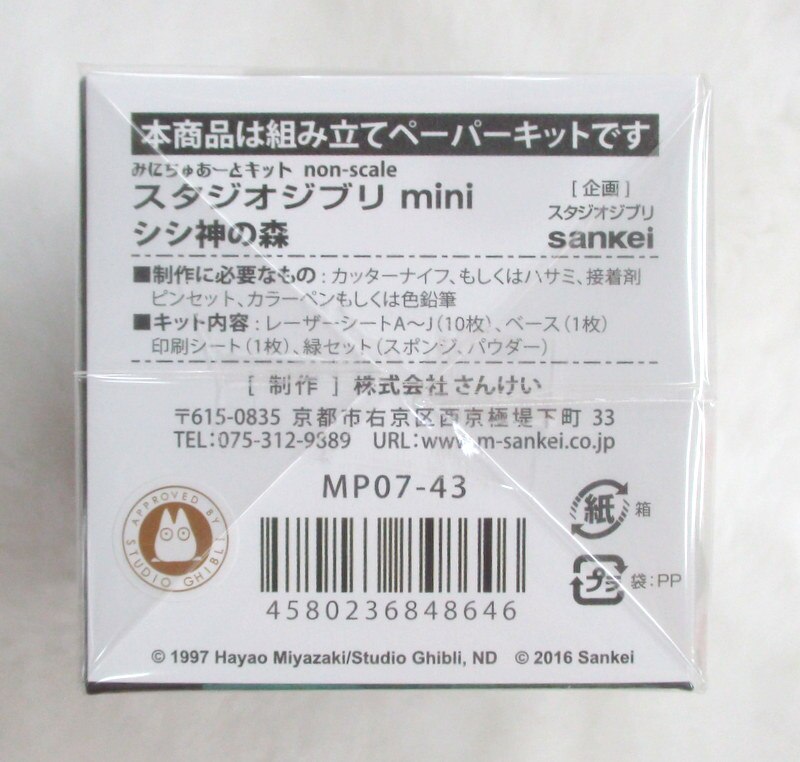 本商品は組み立てペーパーキットです
みにちゅあーとキット non-scale
スタジオジブリ mini
シシ神の森
[企画]
スタジオジブリ
sankei
■制作に必要なもの：カッターナイフ、もしくはハサミ、接着剤
ピンセット、カラーペンもしくは色鉛筆
■キット内容：レーザーシートA〜J（10枚）、ベース（1枚）
印刷シート（1枚）、緑セット（スポンジ、パウダー）
[ 制作 ] 株式会社さんけい
〒615-0835 京都市右京区西京極堤下町 33
TEL：075-312-9889 URL：www.m-sankei.co.jp
MP07-43
APPROVED BY
STUDIO GHIBLI
紙 箱
プラ 袋：PP
4580236848646
© 1997 Hayao Miyazaki/Studio Ghibli, ND © 2016 Sankei